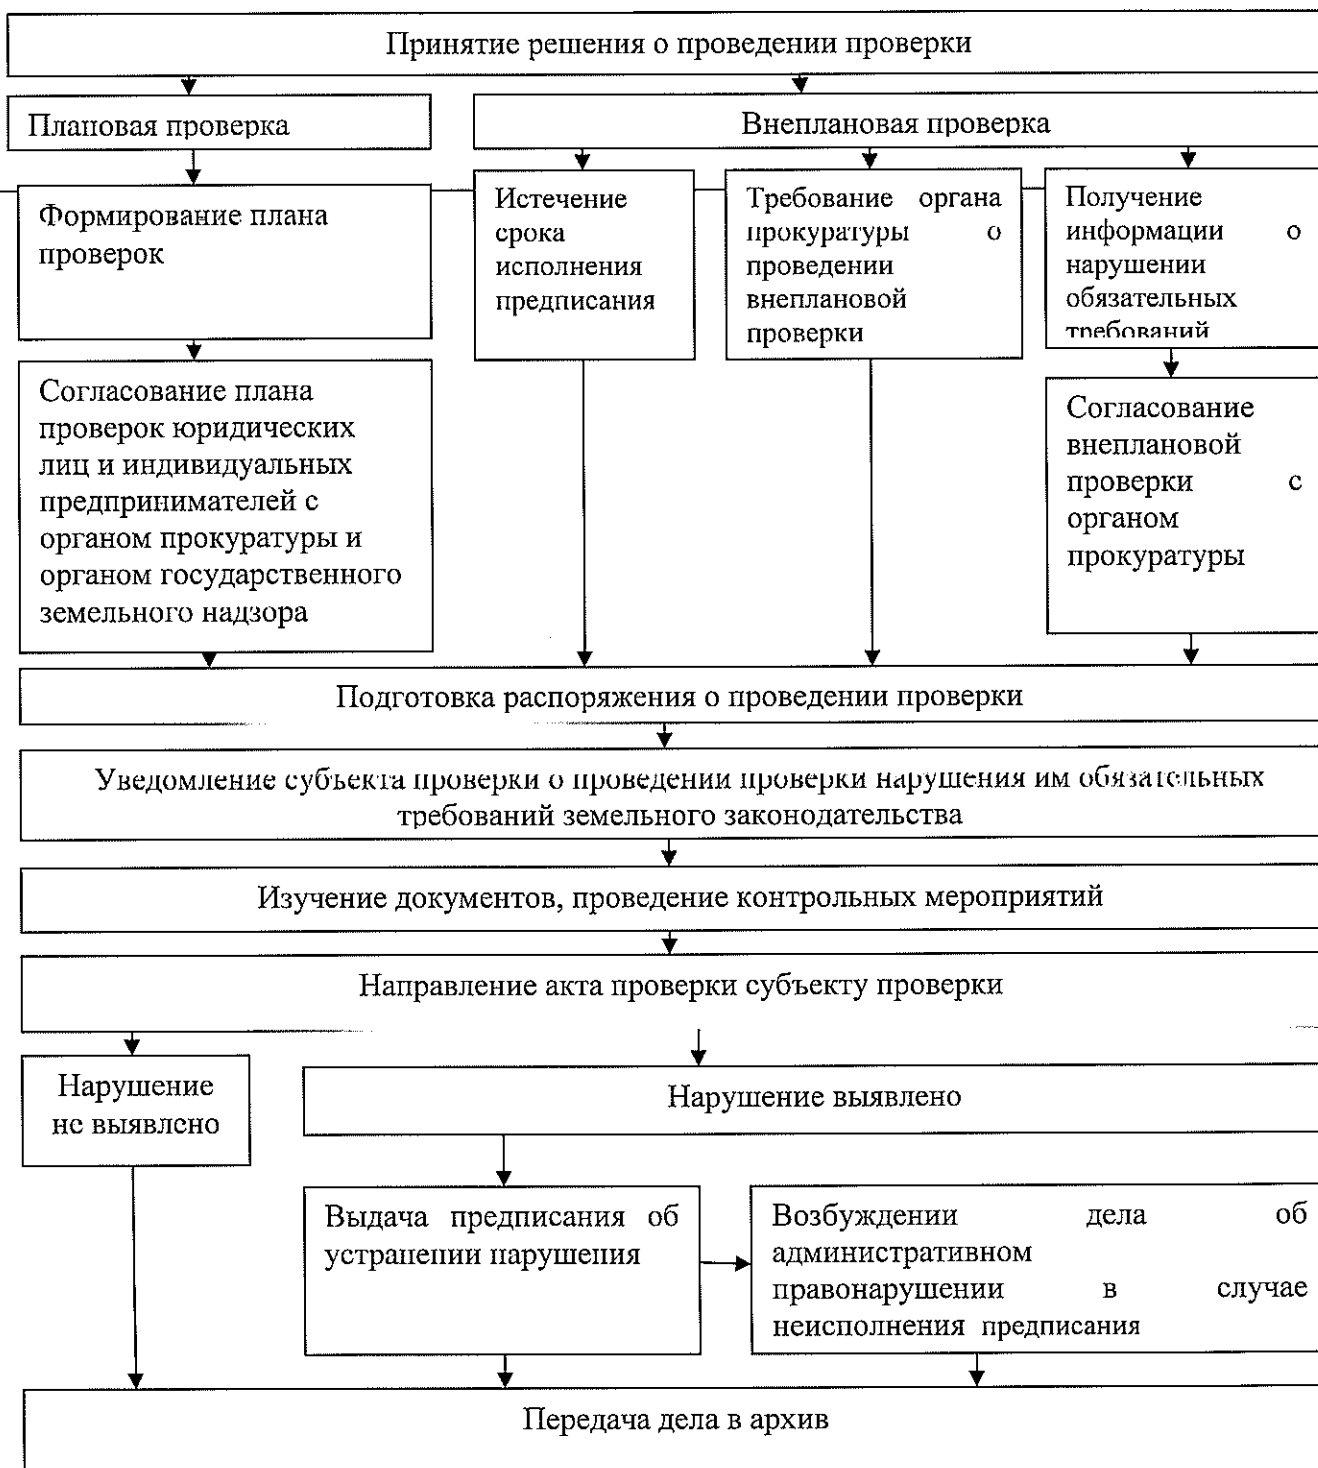 Принятие решения о проведении проверки
Плановая проверка
Внеплановая проверка
Формирование плана
проверок
Истечение
срока
исполнения
предписания
Требование органа
прокуратуры о
проведении
внеплановой
проверки
Получение
информации о
нарушении
обязательных
требований
Согласование плана
проверок юридических
лиц и индивидуальных
предпринимателей с
органом прокуратуры и
органом государственного
земельного надзора
Согласование
внеплановой
проверки с
органом
прокуратуры
Подготовка распоряжения о проведении проверки
Уведомление субъекта проверки о проведении проверки нарушения им обязательных
требований земельного законодательства
Изучение документов, проведение контрольных мероприятий
Направление акта проверки субъекту проверки
Нарушение
не выявлено
Нарушение выявлено
Выдача предписания об
устранении нарушения
Возбуждении дела об
административном
правонарушении в случае
неисполнения предписания
Передача дела в архив